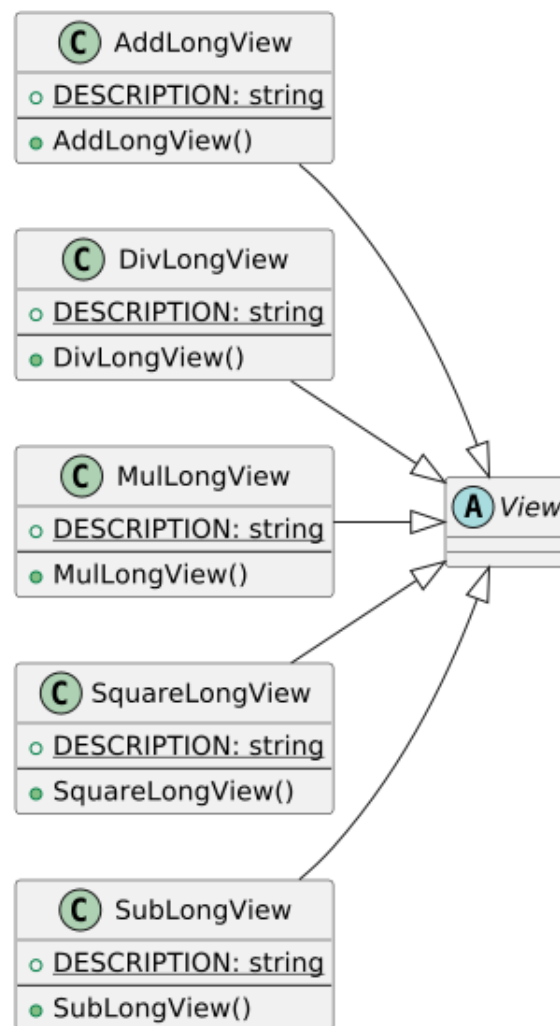 C AddLongView
DESCRIPTION: string
AddLongView()
C DivLongView
DESCRIPTION: string
DivLongView()
C MulLongView
DESCRIPTION: string
MulLongView()
A View
C SquareLongView
DESCRIPTION: string
SquareLongView()
C SubLongView
DESCRIPTION: string
SubLongView()